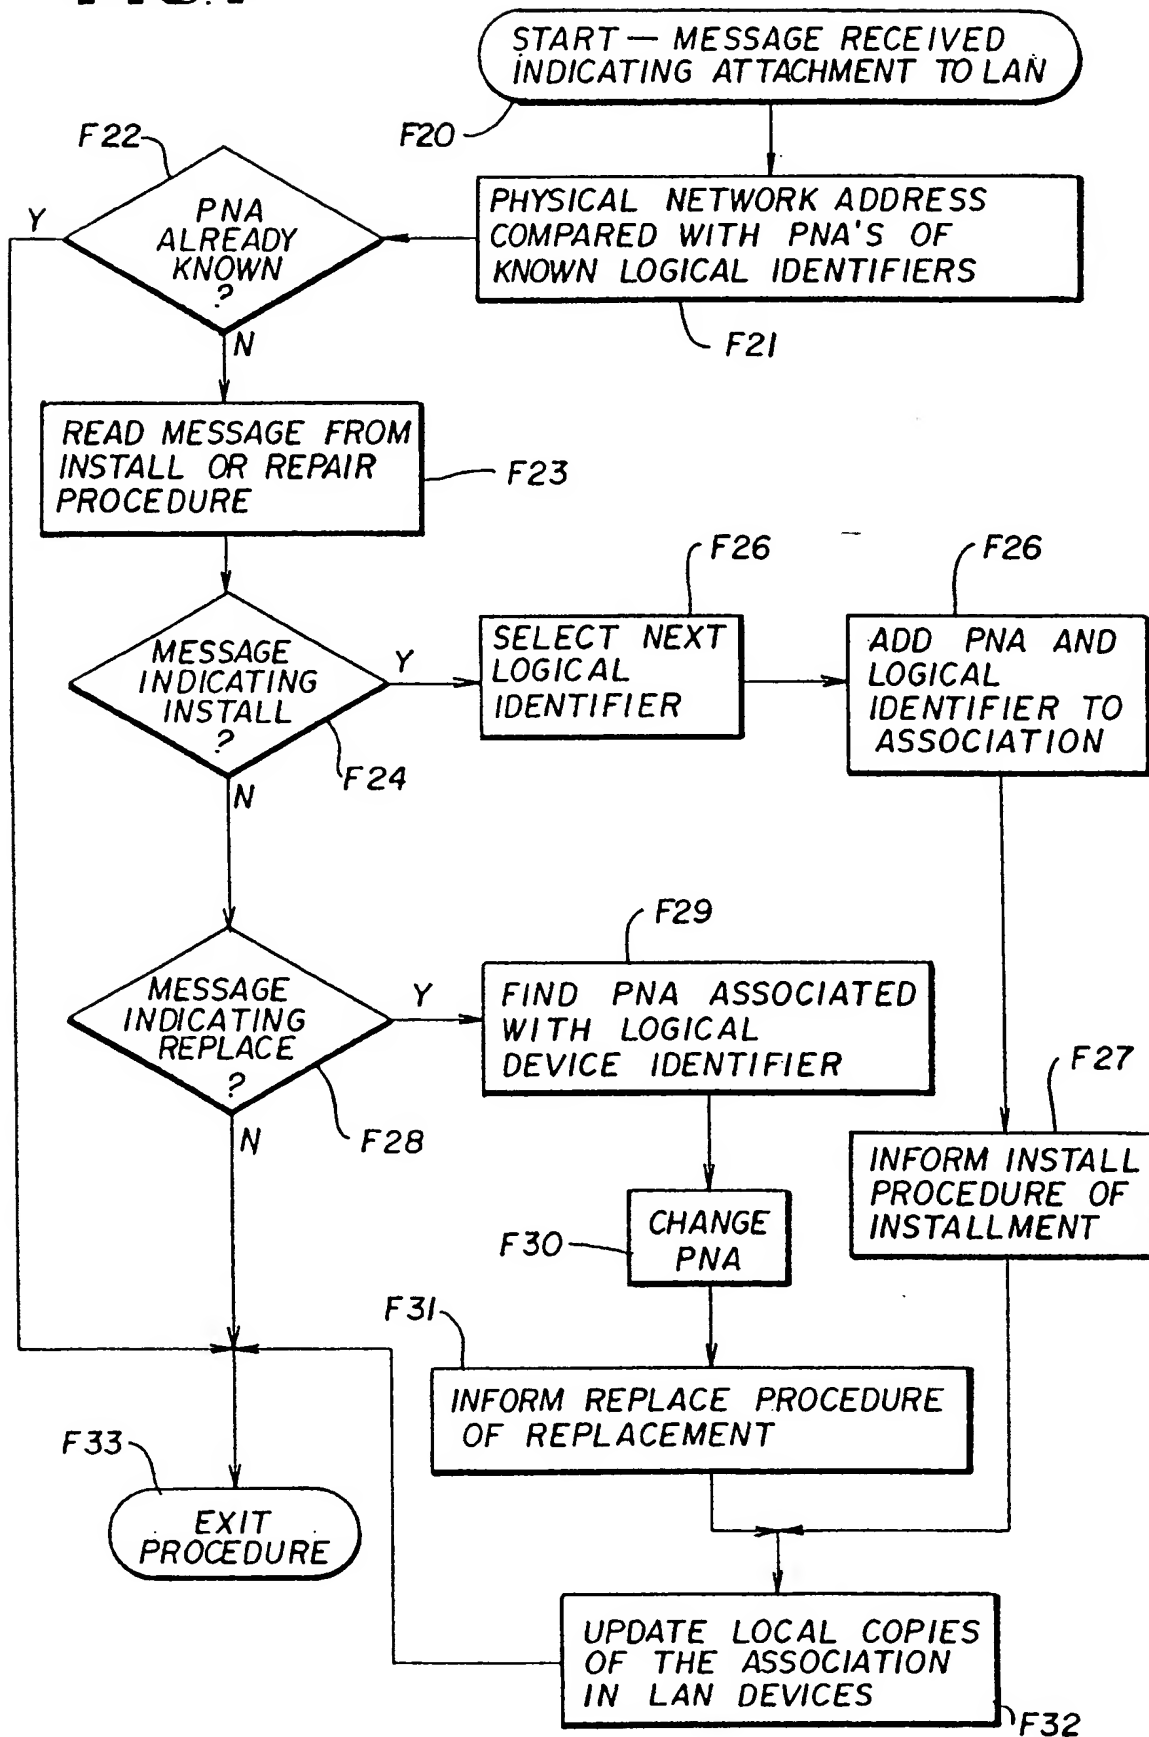 START — MESSAGE RECEIVED
INDICATING ATTACHMENT TO LAN
F20
F22
PHYSICAL NETWORK ADDRESS
COMPARED WITH PNA'S OF
KNOWN LOGICAL IDENTIFIERS
F21
Y
PNA
ALREADY
KNOWN
?
N
READ MESSAGE FROM
INSTALL OR REPAIR
PROCEDURE
F23
MESSAGE
INDICATING
INSTALL
?
Y
F24
N
F26
SELECT NEXT
LOGICAL
IDENTIFIER
F26
ADD PNA AND
LOGICAL
IDENTIFIER TO
ASSOCIATION
MESSAGE
INDICATING
REPLACE
?
Y
F28
N
F29
FIND PNA ASSOCIATED
WITH LOGICAL
DEVICE IDENTIFIER
F27
INFORM INSTALL
PROCEDURE OF
INSTALLMENT
F30
CHANGE
PNA
F31
INFORM REPLACE PROCEDURE
OF REPLACEMENT
F33
EXIT
PROCEDURE
UPDATE LOCAL COPIES
OF THE ASSOCIATION
IN LAN DEVICES
F32